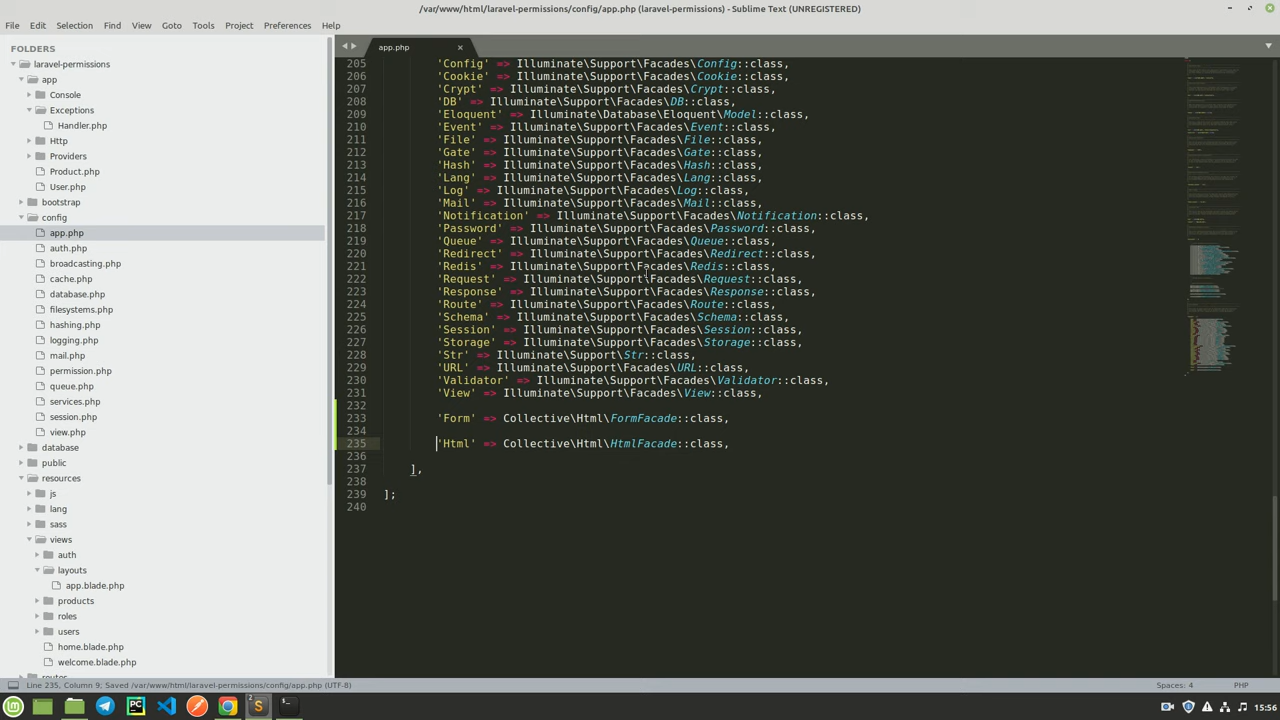 /var/www/html/laravel-permissions/config/app.php (laravel-permissions) - Sublime Text (UNREGISTERED)
File Edit Selection Find View Goto Tools Project Preferences Help
FOLDERS
laravel-permissions
app
Console
Exceptions
Handler.php
Http
Providers
Product.php
User.php
bootstrap
config
app.php
auth.php
broadcasting.php
cache.php
database.php
filesystems.php
hashing.php
logging.php
mail.php
permission.php
queue.php
services.php
session.php
view.php
database
public
resources
js
lang
sass
views
auth
layouts
app.blade.php
products
roles
users
home.blade.php
welcome.blade.php
routes
app.php
205 'Config' => Illuminate\Support\Facades\Config::class,
206 'Cookie' => Illuminate\Support\Facades\Cookie::class,
207 'Crypt' => Illuminate\Support\Facades\Crypt::class,
208 'DB' => Illuminate\Support\Facades\DB::class,
209 'Eloquent' => Illuminate\Database\Eloquent\Model::class,
210 'Event' => Illuminate\Support\Facades\Event::class,
211 'File' => Illuminate\Support\Facades\File::class,
212 'Gate' => Illuminate\Support\Facades\Gate::class,
213 'Hash' => Illuminate\Support\Facades\Hash::class,
214 'Lang' => Illuminate\Support\Facades\Lang::class,
215 'Log' => Illuminate\Support\Facades\Log::class,
216 'Mail' => Illuminate\Support\Facades\Mail::class,
217 'Notification' => Illuminate\Support\Facades\Notification::class,
218 'Password' => Illuminate\Support\Facades\Password::class,
219 'Queue' => Illuminate\Support\Facades\Queue::class,
220 'Redirect' => Illuminate\Support\Facades\Redirect::class,
221 'Redis' => Illuminate\Support\Facades\Redis::class,
222 'Request' => Illuminate\Support\Facades\Request::class,
223 'Response' => Illuminate\Support\Facades\Response::class,
224 'Route' => Illuminate\Support\Facades\Route::class,
225 'Schema' => Illuminate\Support\Facades\Schema::class,
226 'Session' => Illuminate\Support\Facades\Session::class,
227 'Storage' => Illuminate\Support\Facades\Storage::class,
228 'Str' => Illuminate\Support\Str::class,
229 'URL' => Illuminate\Support\Facades\URL::class,
230 'Validator' => Illuminate\Support\Facades\Validator::class,
231 'View' => Illuminate\Support\Facades\View::class,
232
233 'Form' => Collective\Html\FormFacade::class,
234
235 'Html' => Collective\Html\HtmlFacade::class,
236
237 ],
238
239 ];
240
Line 235, Column 9; Saved /var/www/html/laravel-permissions/config/app.php (UTF-8) Spaces: 4 PHP
15:56